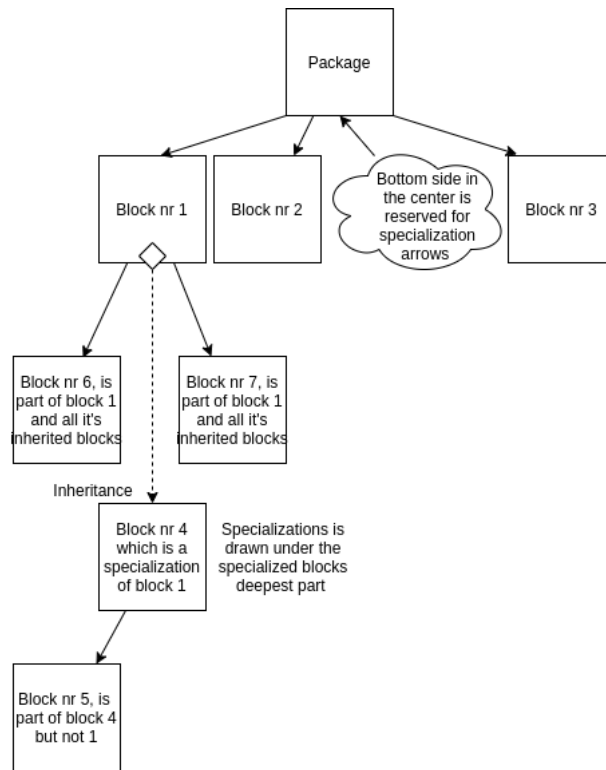 Package
Block nr 1
Block nr 2
Bottom side in
the center is
reserved for
specialization
arrows
Block nr 3
Block nr 6, is
part of block 1
and all it's
inherited blocks
Block nr 7, is
part of block 1
and all it's
inherited blocks
Inheritance
Block nr 4
which is a
specialization
of block 1
Specializations is
drawn under the
specialized blocks
deepest part
Block nr 5, is
part of block 4
but not 1